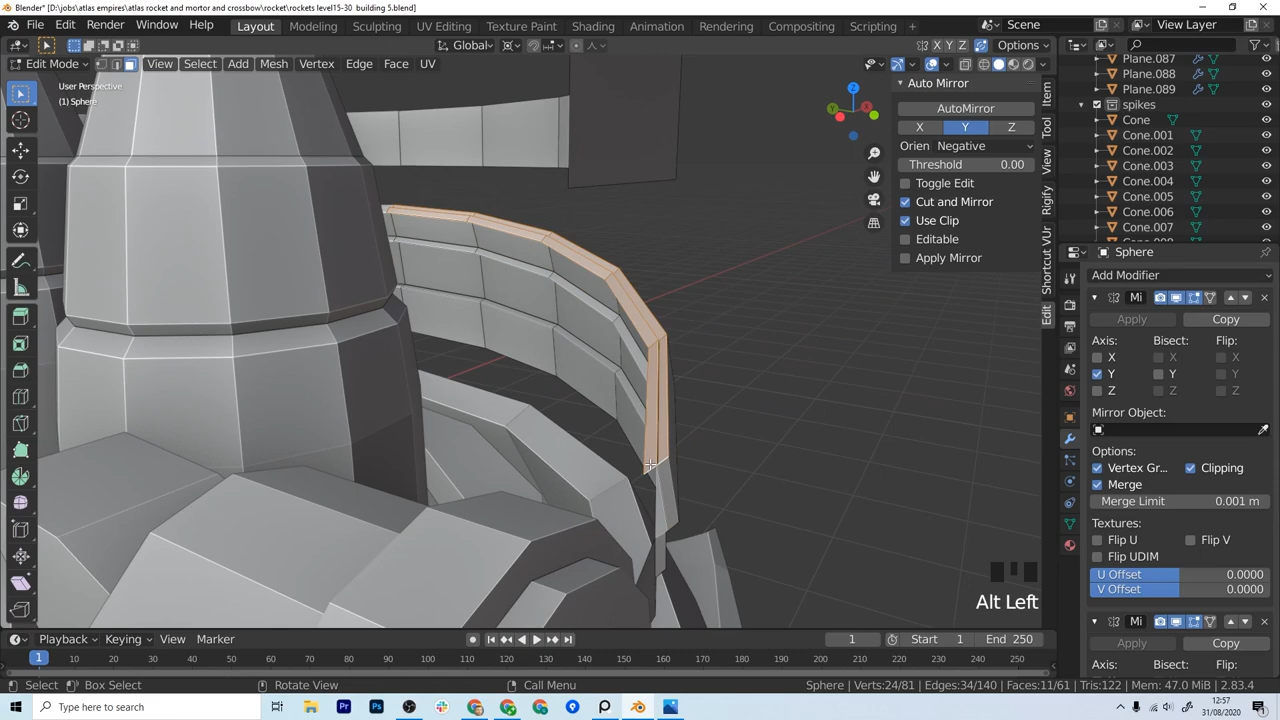 Blender* [D:\jobs\atlas empires\atlas rocket and mortor and crossbow\rocket\rockets level15-30 building 5.blend]
File Edit Render Window Help Layout Modeling Sculpting UV Editing Texture Paint Shading Animation Rendering Compositing Scripting Scene View Layer
Global X Y Z Options
Edit Mode View Select Add Mesh Vertex Edge Face UV
User Perspective
(1) Sphere
Auto Mirror
AutoMirror
X Y Z
Orien Negative
Threshold 0.00
Toggle Edit
Cut and Mirror
Use Clip
Editable
Apply Mirror
Item
Tool
View
Rigify
Shortcut VUr
Edit
Plane.087
Plane.088
Plane.089
spikes
Cone
Cone.001
Cone.002
Cone.003
Cone.004
Cone.005
Cone.006
Cone.007
Sphere
Add Modifier
Mi
Apply Copy
Axis: Bisect: Flip:
X X X
Y Y Y
Z Z Z
Mirror Object:
Options:
Vertex Gr... Clipping
Merge
Merge Limit 0.001 m
Textures:
Flip U Flip V
Flip UDIM
U Offset 0.0000
V Offset 0.0000
Mi
Apply Copy
Axis: Bisect: Flip:
Alt Left
Playback Keying View Marker 1 Start 1 End 250
1 10 20 30 40 50 60 70 80 90 100 110 120 130 140 150 160 170 180 190 200 210 220 230 240 250
Select Box Select Rotate View Call Menu Sphere | Verts:24/81 | Edges:34/140 | Faces:11/61 | Tris:122 | Mem: 47.0 MiB | 2.83.4
Type here to search
12:57
31/08/2020